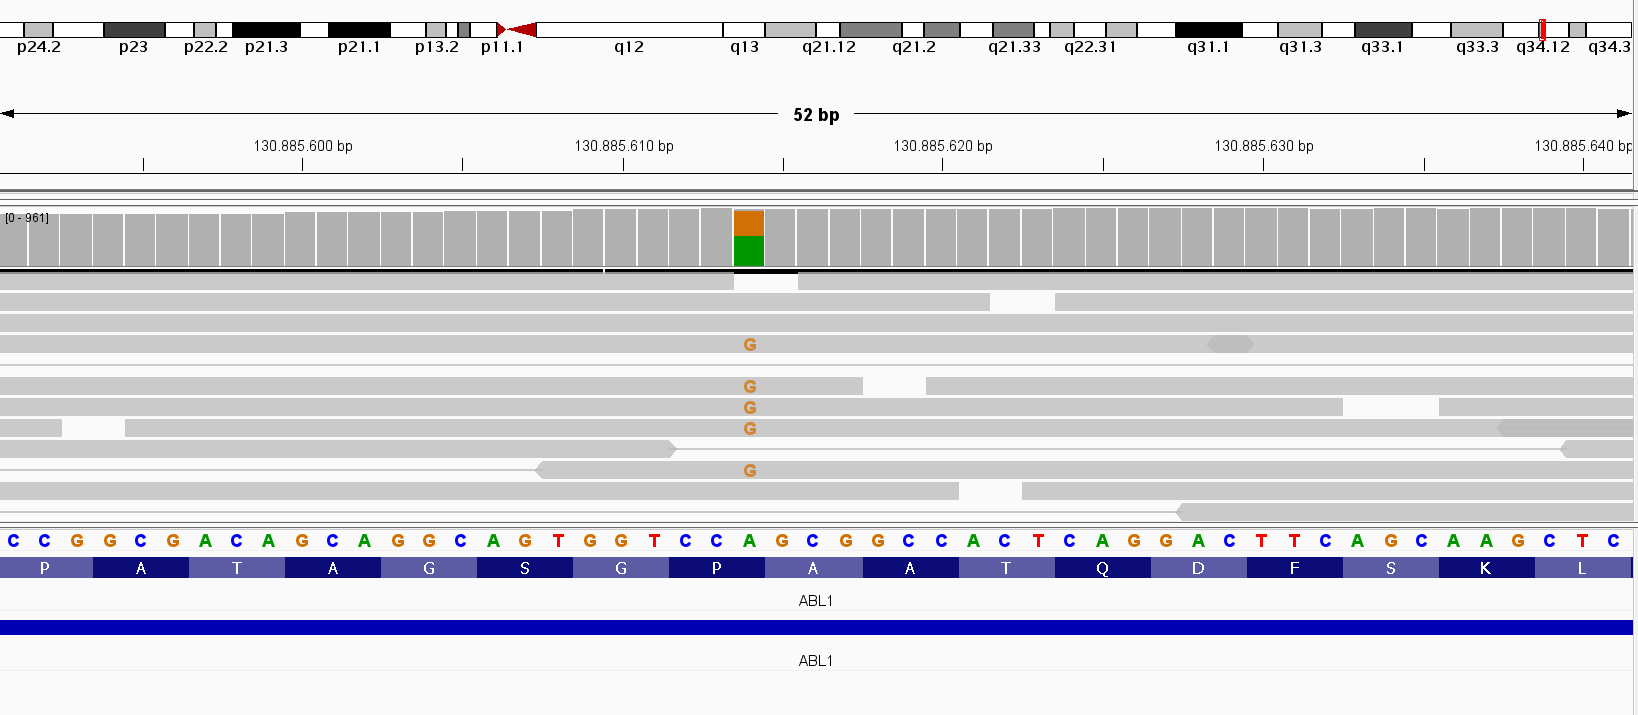 p24.2 p23 p22.2 p21.3 p21.1 p13.2 p11.1 q12 q13 q21.12 q21.2 q21.33 q22.31 q31.1 q31.3 q33.1 q33.3 q34.12 q34.3
52 bp
130.885.600 bp 130.885.610 bp 130.885.620 bp 130.885.630 bp 130.885.640 bp
[0 - 961]
G
G
G
G
G
C C G G C G A C A G C A G G C A G T G G T C C A G C G G C C A C T C A G G A C T T C A G C A A G C T C
P A T A G S G P A A T Q D F S K L
ABL1
ABL1